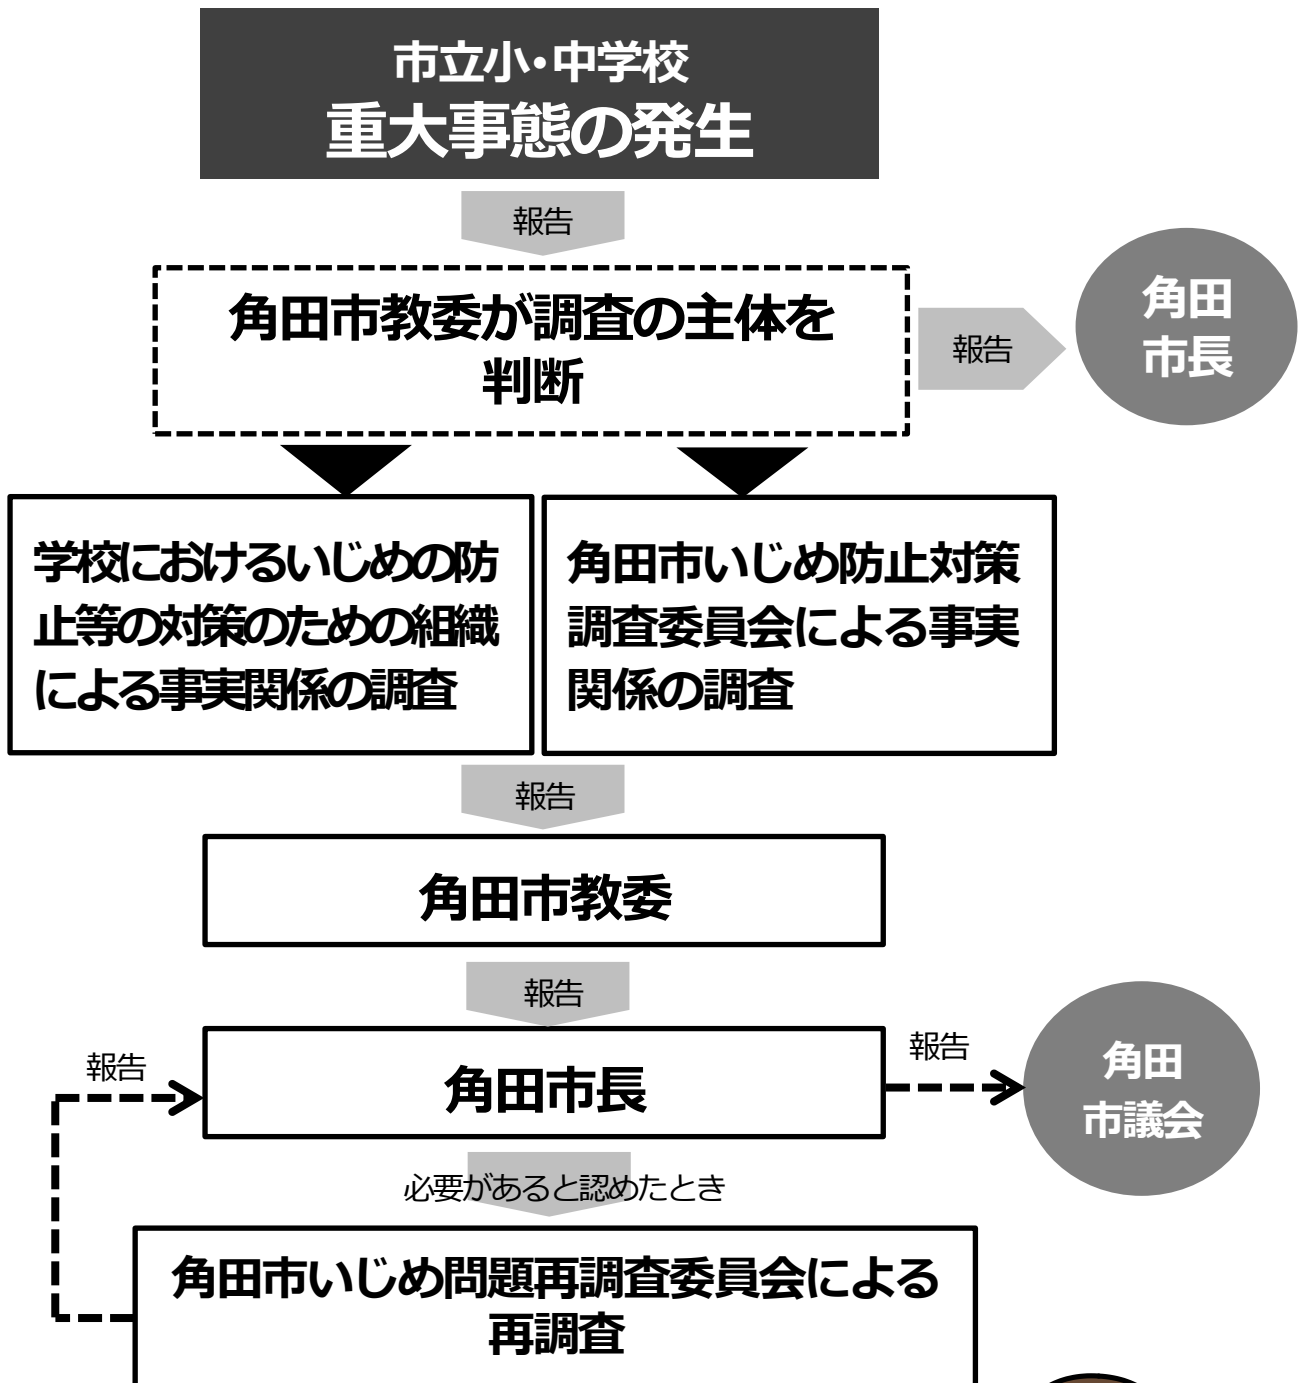 市立小・中学校
重大事態の発生
報告
角田市教委が調査の主体を
判断
報告
角田
市長
学校におけるいじめの防
止等の対策のための組織
による事実関係の調査
角田市いじめ防止対策
調査委員会による事実
関係の調査
報告
角田市教委
報告
報告
角田市長
報告
角田
市議会
必要があると認めたとき
角田市いじめ問題再調査委員会による
再調査